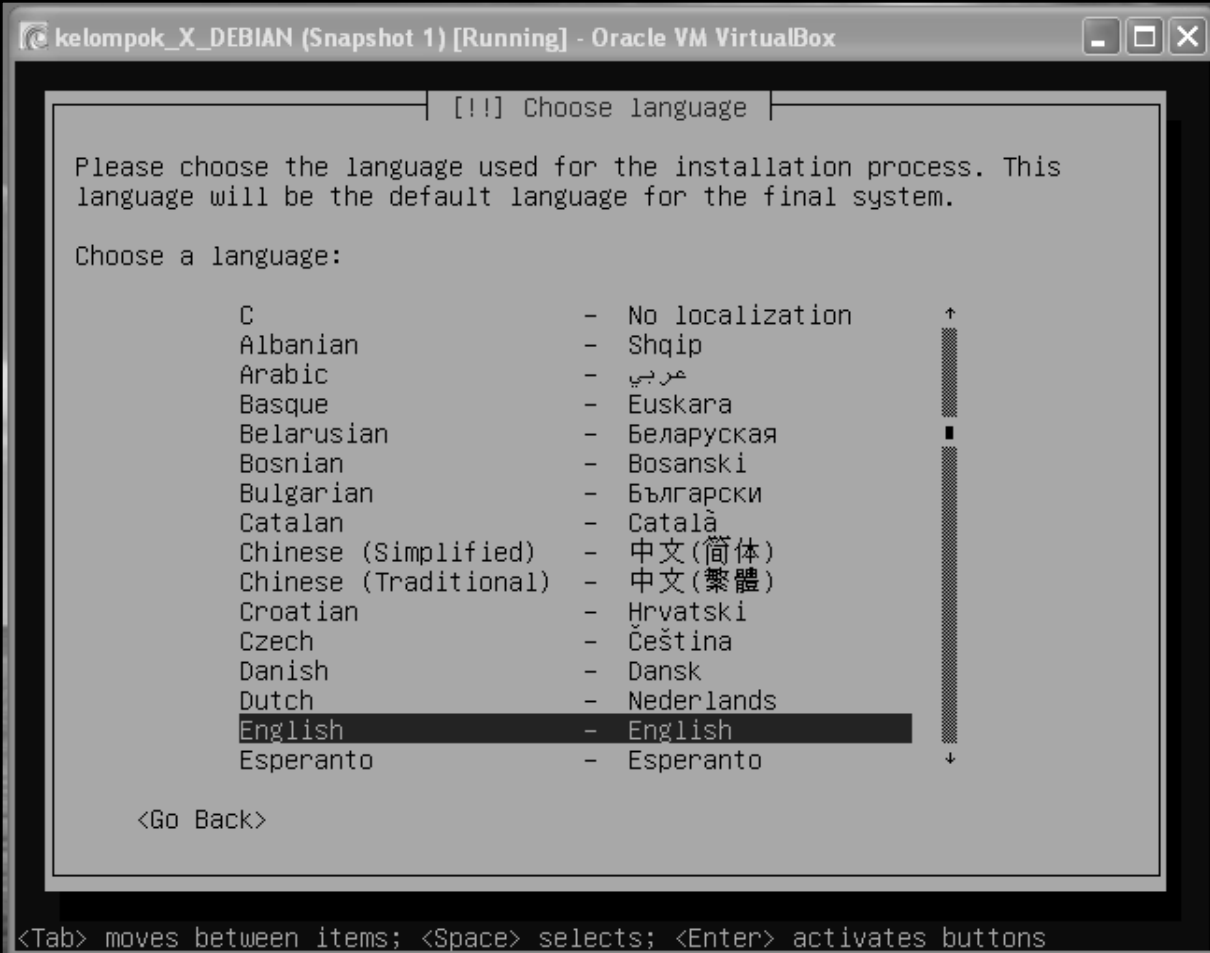 kelompok_X_DEBIAN (Snapshot 1) [Running] - Oracle VM VirtualBox
[!!] Choose language
Please choose the language used for the installation process. This
language will be the default language for the final system.
Choose a language:
C - No localization
Albanian - Shqip
Arabic - عربي
Basque - Euskara
Belarusian - Беларуская
Bosnian - Bosanski
Bulgarian - Български
Catalan - Català
Chinese (Simplified) - 中文(简体)
Chinese (Traditional) - 中文(繁體)
Croatian - Hrvatski
Czech - Čeština
Danish - Dansk
Dutch - Nederlands
English - English
Esperanto - Esperanto
<Go Back>
<Tab> moves between items; <Space> selects; <Enter> activates buttons